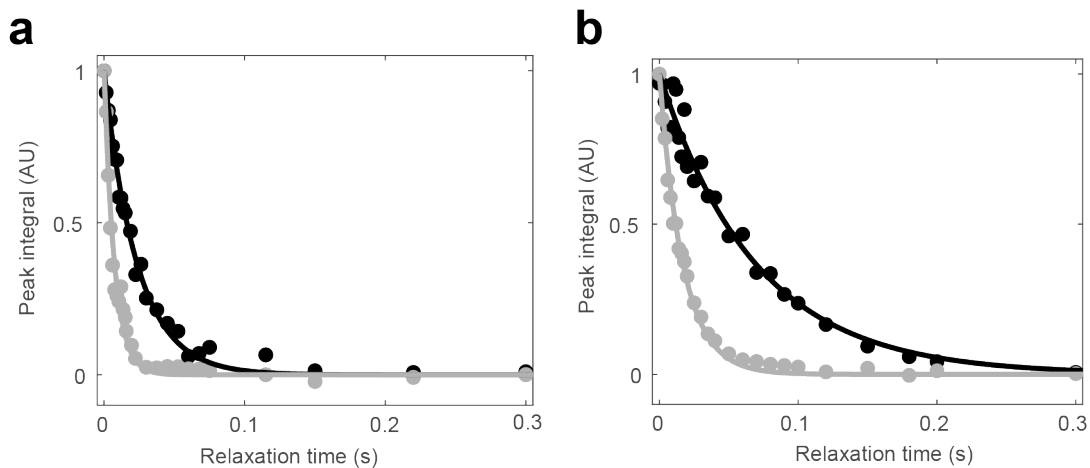 a
b
1
0.5
0
Peak integral (AU)
0
0.1
0.2
0.3
Relaxation time (s)
1
0.5
0
Peak integral (AU)
0
0.1
0.2
0.3
Relaxation time (s)